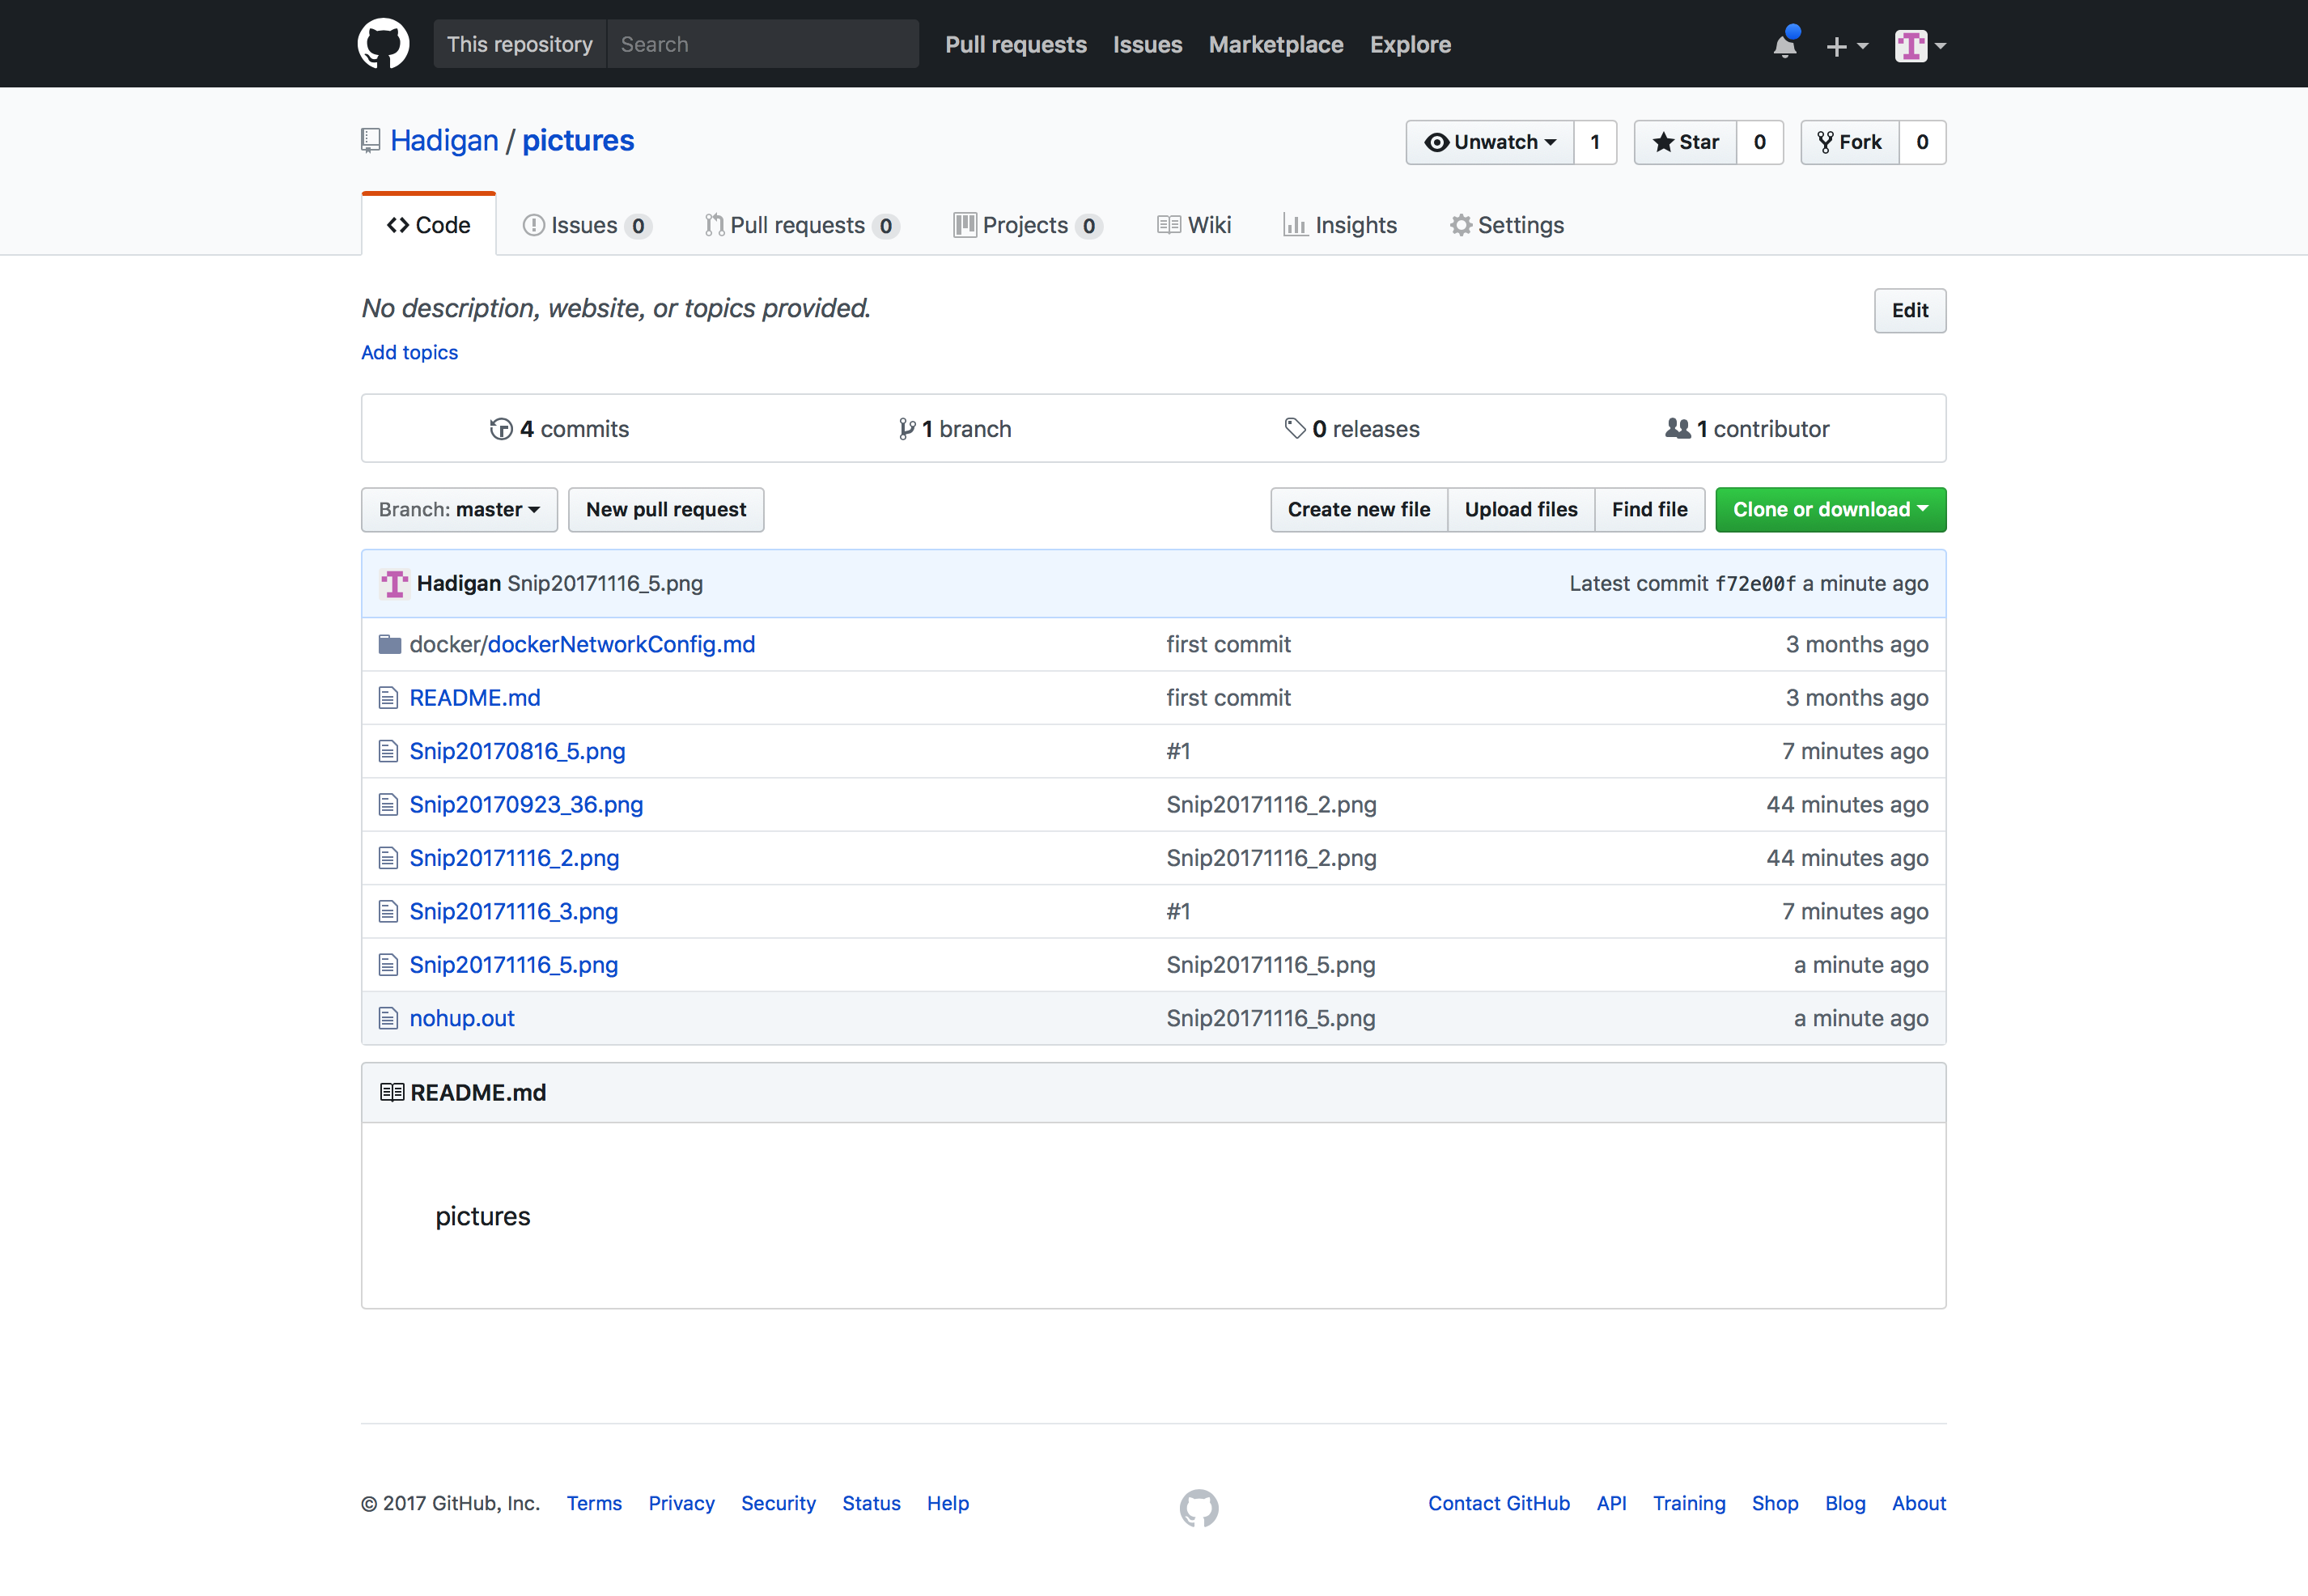 This repository Search Pull requests Issues Marketplace Explore
Hadigan / pictures Unwatch 1 Star 0 Fork 0
Code Issues 0 Pull requests 0 Projects 0 Wiki Insights Settings
No description, website, or topics provided. Edit
Add topics
4 commits 1 branch 0 releases 1 contributor
Branch: master New pull request Create new file Upload files Find file Clone or download
Hadigan Snip20171116_5.png Latest commit f72e00f a minute ago
docker/dockerNetworkConfig.md first commit 3 months ago
README.md first commit 3 months ago
Snip20170816_5.png #1 7 minutes ago
Snip20170923_36.png Snip20171116_2.png 44 minutes ago
Snip20171116_2.png Snip20171116_2.png 44 minutes ago
Snip20171116_3.png #1 7 minutes ago
Snip20171116_5.png Snip20171116_5.png a minute ago
nohup.out Snip20171116_5.png a minute ago
README.md
pictures
© 2017 GitHub, Inc. Terms Privacy Security Status Help Contact GitHub API Training Shop Blog About